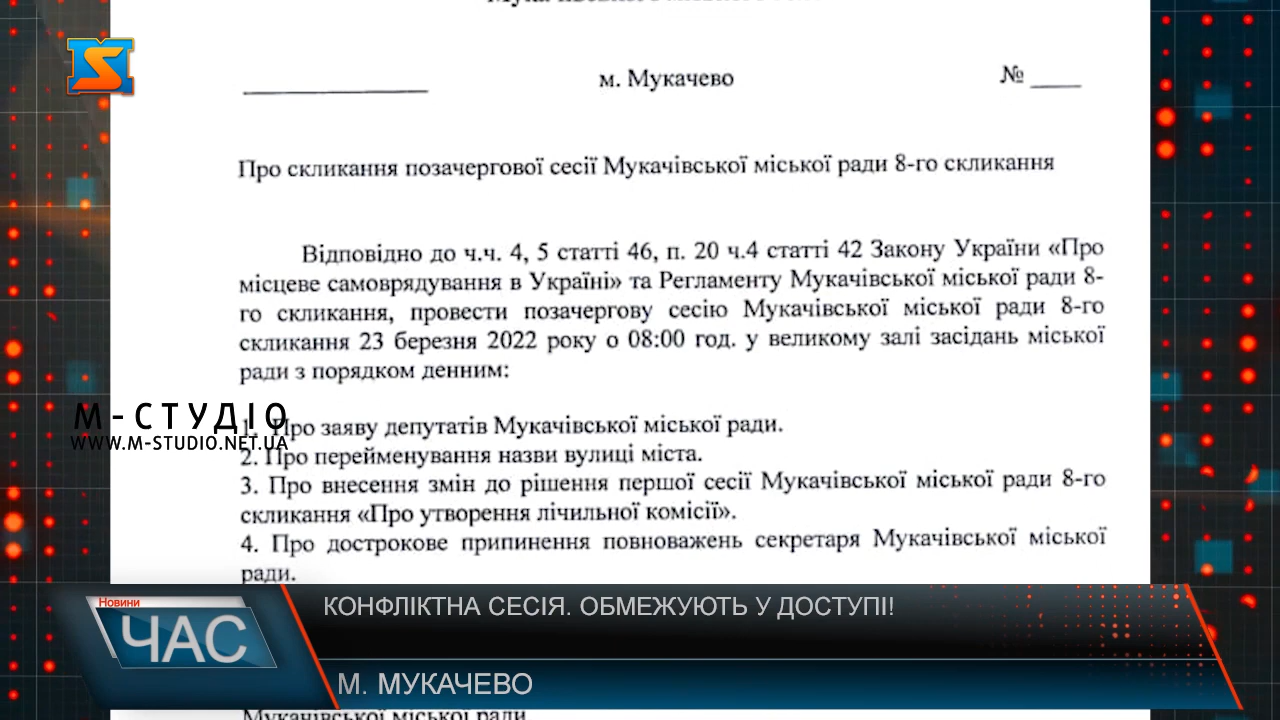 м. Мукачево
№ ____
Про скликання позачергової сесії Мукачівської міської ради 8-го скликання
Відповідно до ч.ч. 4, 5 статті 46, п. 20 ч.4 статті 42 Закону України «Про
місцеве самоврядування в Україні» та Регламенту Мукачівської міської ради 8-
го скликання, провести позачергову сесію Мукачівської міської ради 8-го
скликання 23 березня 2022 року о 08:00 год. у великому залі засідань міської
ради з порядком денним:
М-СТУДІО
WWW.M-STUDIO.NET.UA
1. Про заяву депутатів Мукачівської міської ради.
2. Про перейменування назви вулиці міста.
3. Про внесення змін до рішення першої сесії Мукачівської міської ради 8-го
скликання «Про утворення лічильної комісії».
4. Про дострокове припинення повноважень секретаря Мукачівської міської
ради.
Новини
ЧАС
КОНФЛІКТНА СЕСІЯ. ОБМЕЖУЮТЬ У ДОСТУПІ!
М. МУКАЧЕВО
Мукачівської міської ради